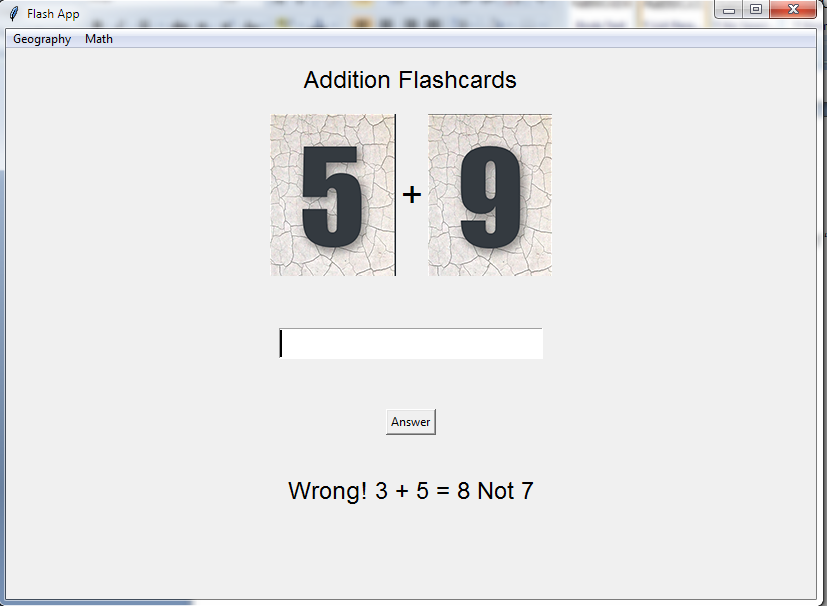 Flash App
Geography Math
Addition Flashcards
5 + 9
Answer
Wrong! 3 + 5 = 8 Not 7